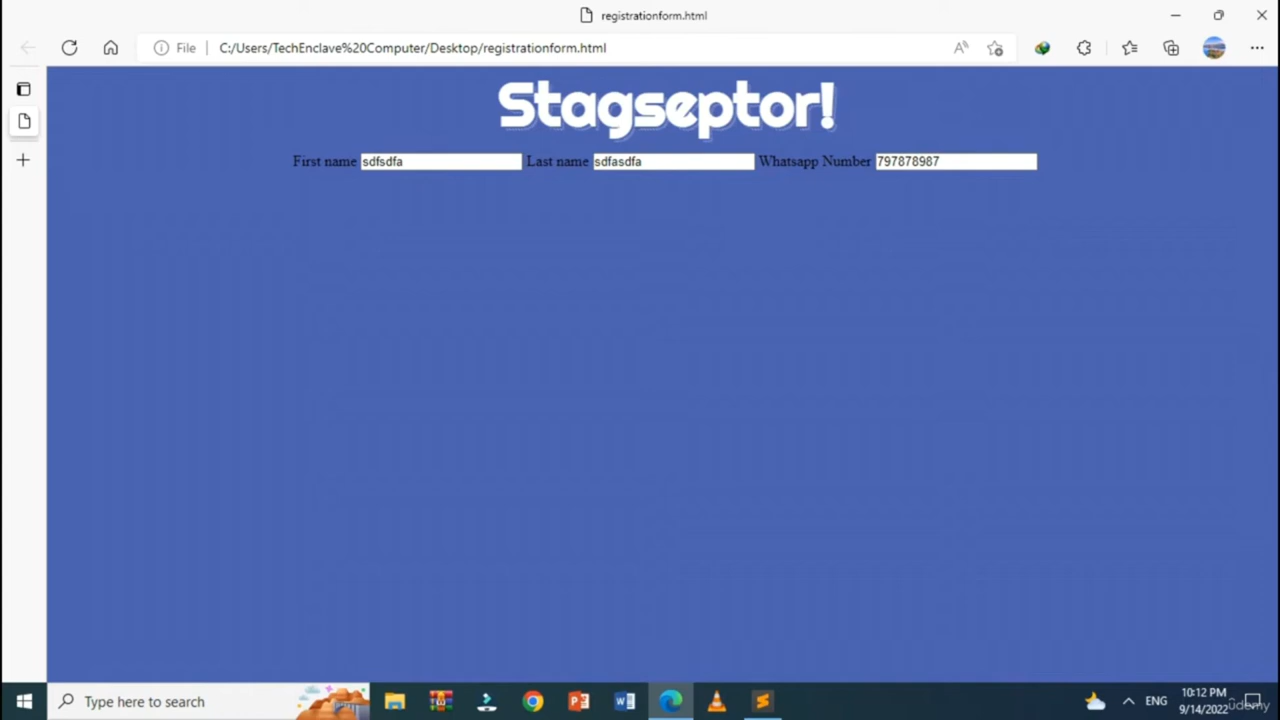 registrationform.html
File C:/Users/TechEnclave%20Computer/Desktop/registrationform.html
Stagseptor!
First name sdfsdfa Last name sdfasdfa Whatsapp Number 797878987
Type here to search
ENG
10:12 PM
9/14/2022
udemy